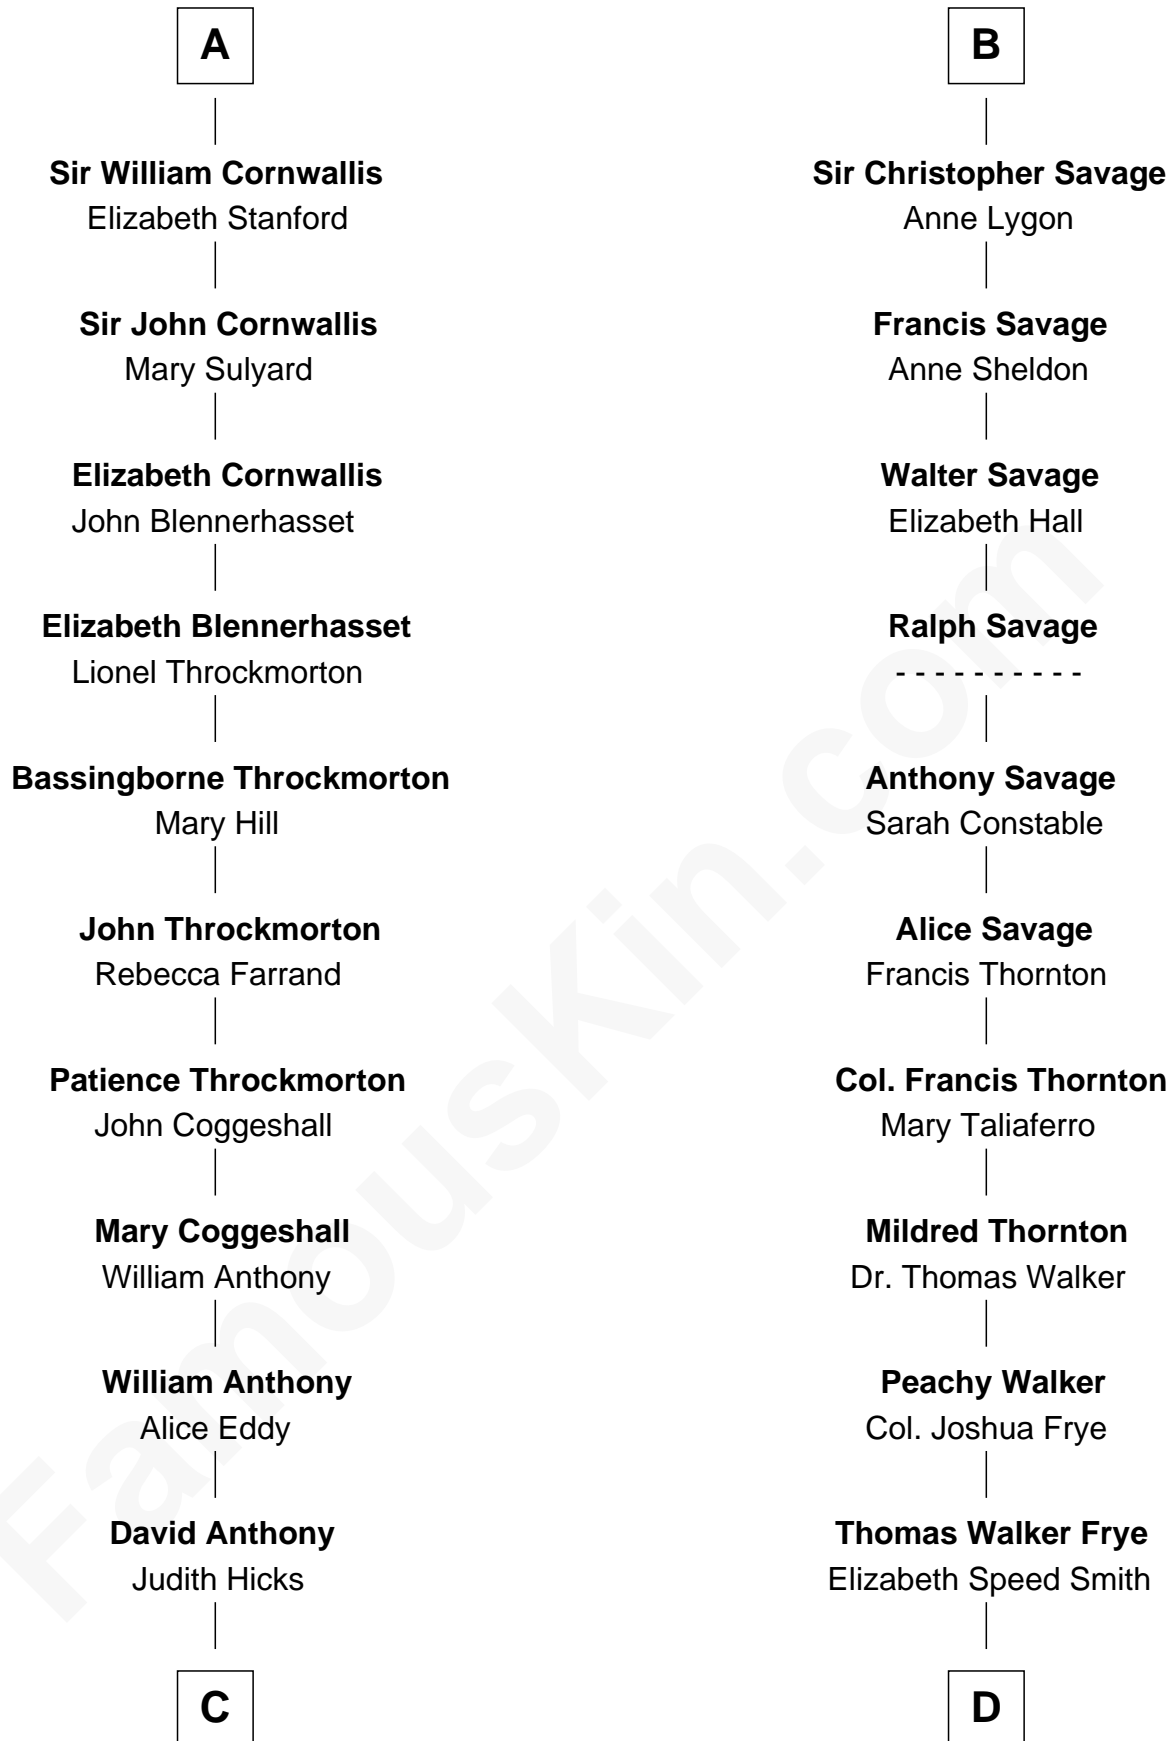 A
Sir William Cornwallis
Elizabeth Stanford
Sir John Cornwallis
Mary Sulyard
Elizabeth Cornwallis
John Blennerhasset
Elizabeth Blennerhasset
Lionel Throckmorton
Bassingborne Throckmorton
Mary Hill
John Throckmorton
Rebecca Farrand
Patience Throckmorton
John Coggeshall
Mary Coggeshall
William Anthony
William Anthony
Alice Eddy
David Anthony
Judith Hicks
C
B
Sir Christopher Savage
Anne Lygon
Francis Savage
Anne Sheldon
Walter Savage
Elizabeth Hall
Ralph Savage
- - - - - - - - - -
Anthony Savage
Sarah Constable
Alice Savage
Francis Thornton
Col. Francis Thornton
Mary Taliaferro
Mildred Thornton
Dr. Thomas Walker
Peachy Walker
Col. Joshua Frye
Thomas Walker Frye
Elizabeth Speed Smith
D
FamousKin.com